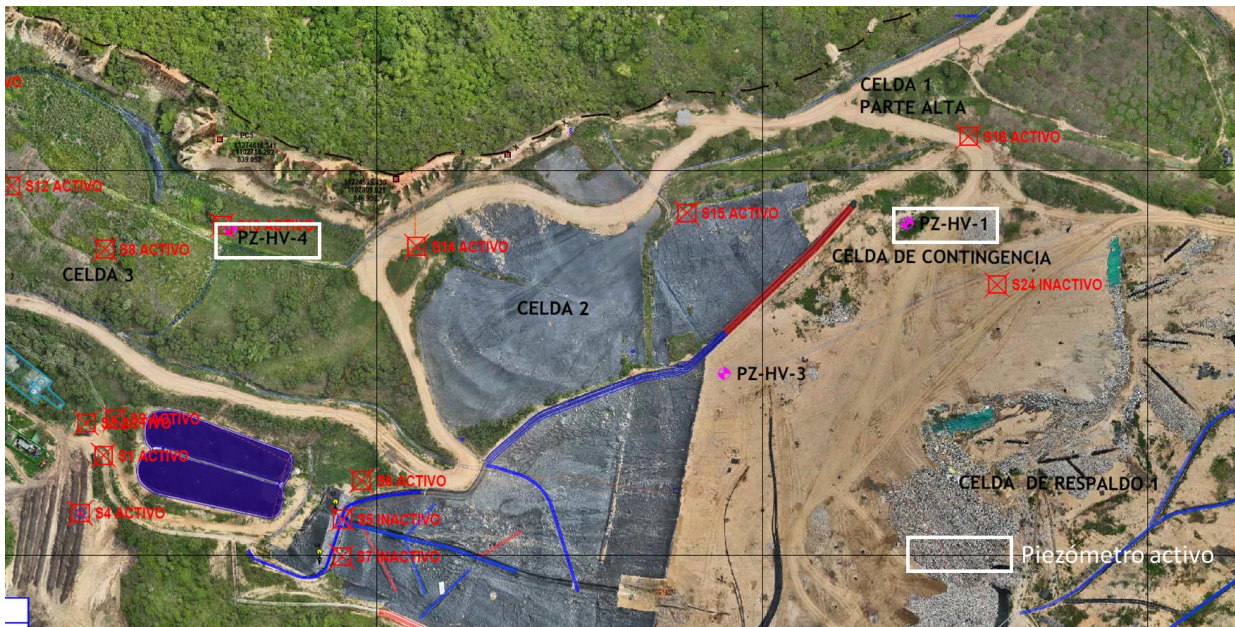 CELDA 1
PARTE ALTA
S18 ACTIVO
S12 ACTIVO
S15 ACTIVO
PZ-HV-4
PZ-HV-1
S8 ACTIVO
S14 ACTIVO
CELDA 3
CELDA DE CONTINGENCIA
S24 INACTIVO
CELDA 2
PZ-HV-3
S1 ACTIVO
S6 ACTIVO
CELDA DE RESPALDO 1
S4 ACTIVO
S5 INACTIVO
S7 INACTIVO
Piezómetro activo